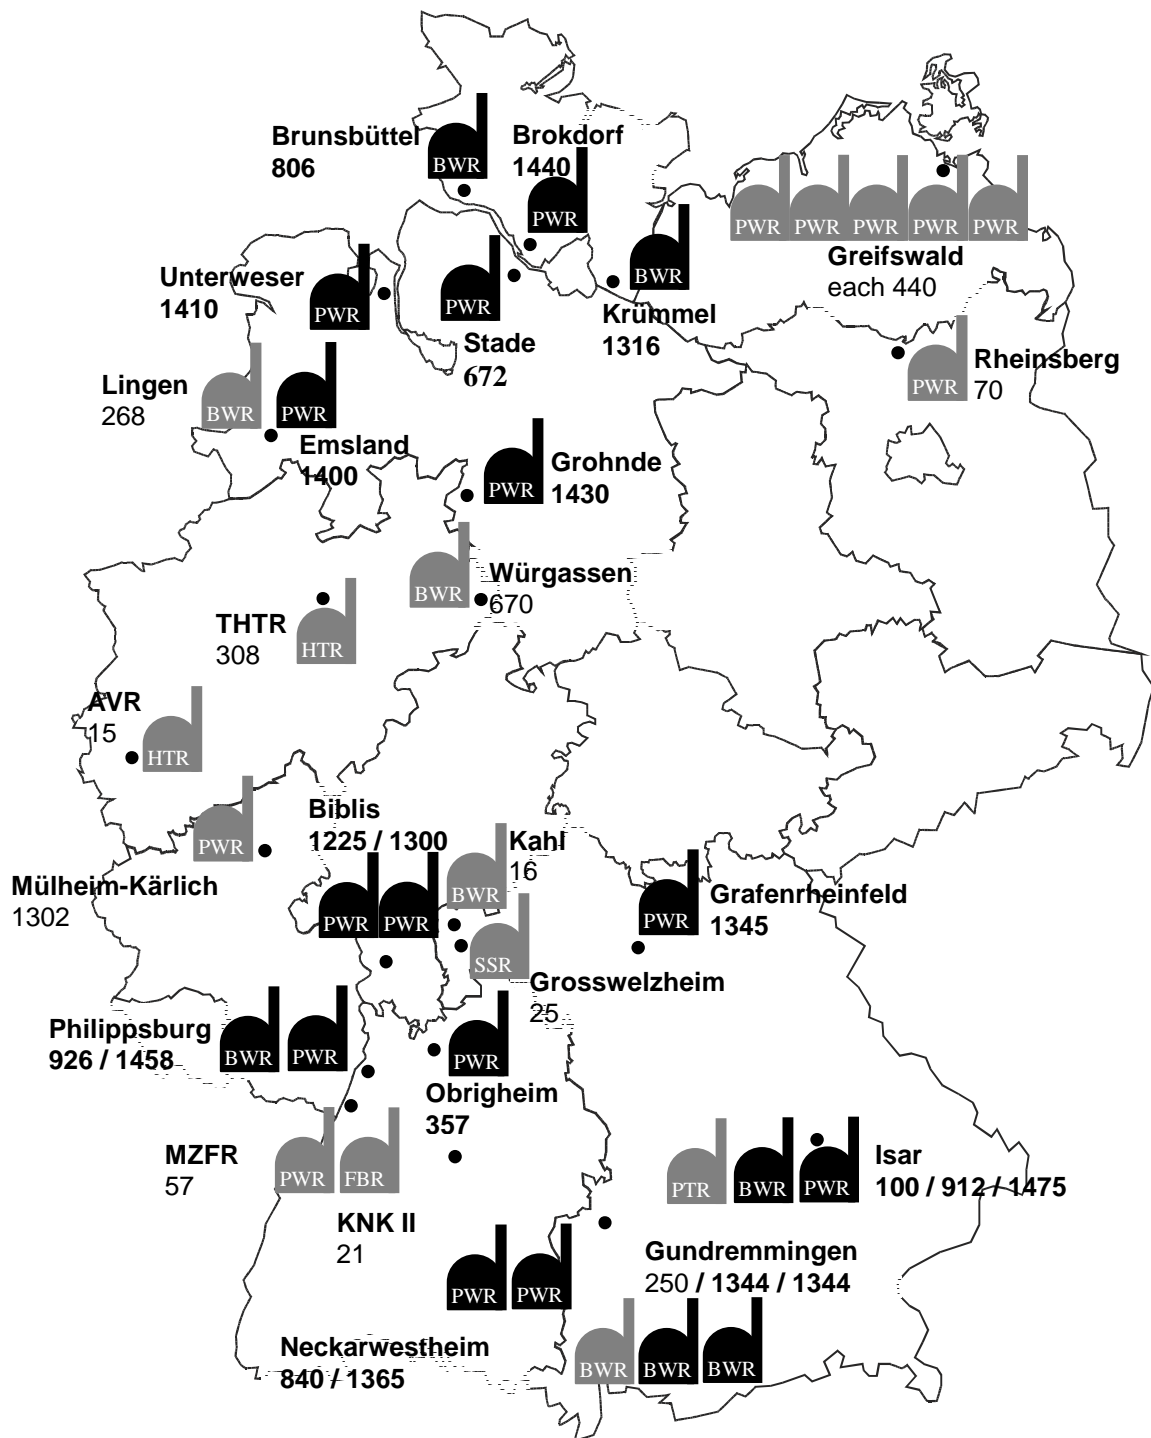 Brunsbüttel
806
BWR
Brokdorf
1440
PWR
PWR PWR PWR PWR PWR
Greifswald
each 440
Unterweser
1410
PWR
PWR
Stade
672
BWR
Krümmel
1316
Lingen
268
BWR
PWR
Emsland
1400
PWR
Rheinsberg
70
PWR
Grohnde
1430
BWR
Würgassen
670
THTR
308
HTR
AVR
15
HTR
PWR
Mülheim-Kärlich
1302
Biblis
1225 / 1300
PWR PWR
Kahl
16
BWR
SSR
Grosswelzheim
25
PWR
Grafenrheinfeld
1345
Philippsburg
926 / 1458
BWR PWR
PWR
Obrigheim
357
MZFR
57
PWR FBR
KNK II
21
PTR BWR PWR
Isar
100 / 912 / 1475
PWR PWR
Neckarwestheim
840 / 1365
Gundremmingen
250 / 1344 / 1344
BWR BWR BWR